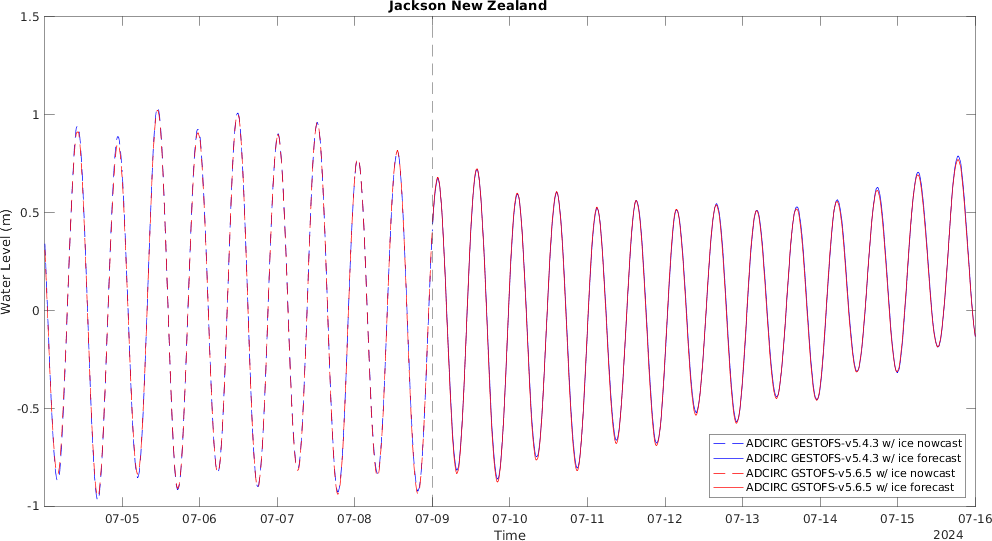 Jackson New Zealand
Water Level (m)
1.5
1
0.5
0
-0.5
-1
ADCIRC GESTOFS-v5.4.3 w/ ice nowcast
ADCIRC GESTOFS-v5.4.3 w/ ice forecast
ADCIRC GSTOFS-v5.6.5 w/ ice nowcast
ADCIRC GSTOFS-v5.6.5 w/ ice forecast
07-05 07-06 07-07 07-08 07-09 07-10 07-11 07-12 07-13 07-14 07-15 07-16
Time
2024